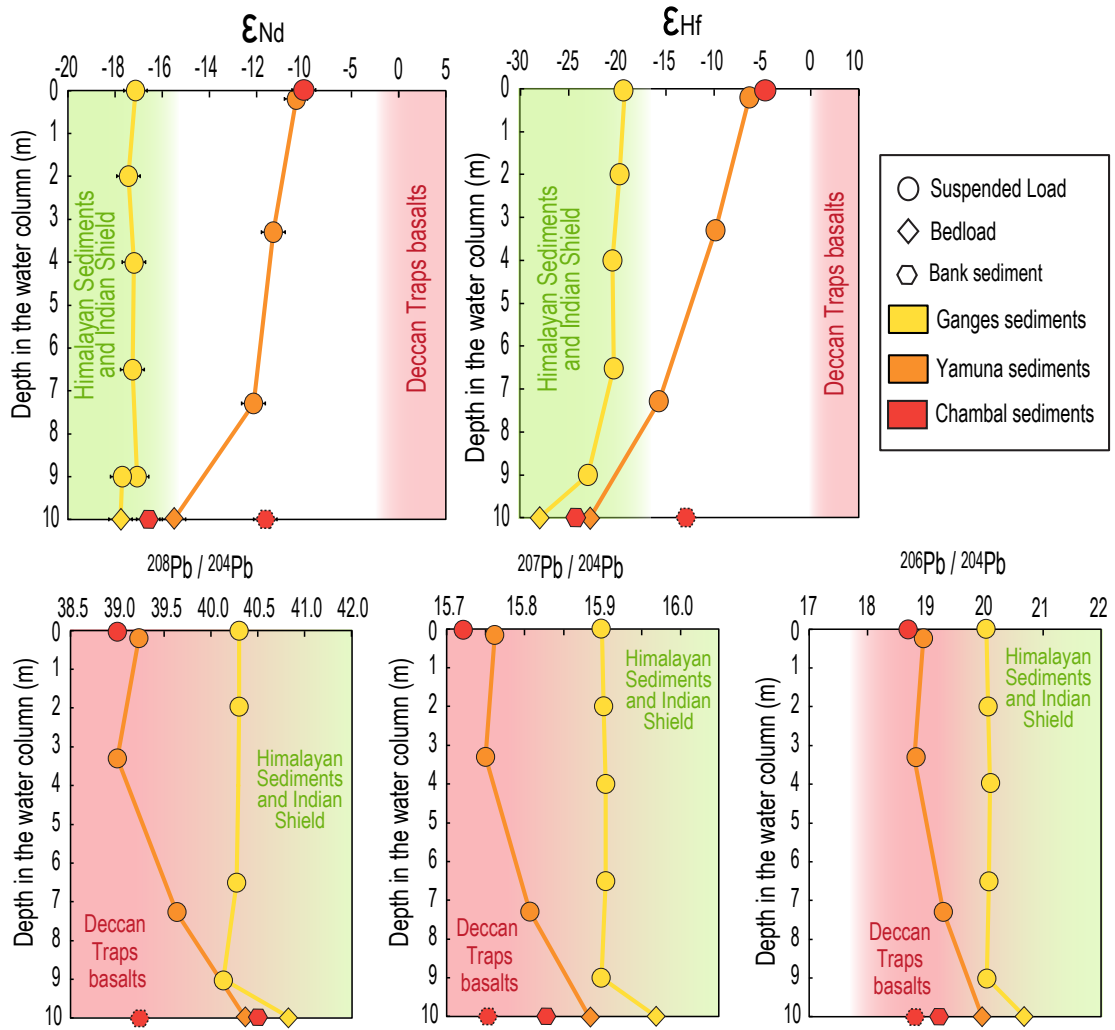 εNd
-20 -18 -16 -14 -12 -10 -5 0 5
Depth in the water column (m)
0
1
2
3
4
5
6
7
8
9
10
Himalayan Sediments
and Indian Shield
Deccan Traps basalts
εHf
-30 -25 -20 -15 -10 -5 0 10
Depth in the water column (m)
0
1
2
3
4
5
6
7
8
9
10
Himalayan Sediments
and Indian Shield
Deccan Traps basalts
Suspended Load
Bedload
Bank sediment
Ganges sediments
Yamuna sediments
Chambal sediments
208Pb / 204Pb
38.5 39.0 39.5 40.0 40.5 41.0 42.0
Depth in the water column (m)
0
1
2
3
4
5
6
7
8
9
10
Himalayan
Sediments
and Indian
Shield
Deccan
Traps
basalts
207Pb / 204Pb
15.7 15.8 15.9 16.0
Depth in the water column (m)
0
1
2
3
4
5
6
7
8
9
10
Himalayan
Sediments
and Indian
Shield
Deccan
Traps
basalts
206Pb / 204Pb
17 18 19 20 21 22
Depth in the water column (m)
0
1
2
3
4
5
6
7
8
9
10
Himalayan
Sediments
and Indian
Shield
Deccan
Traps
basalts